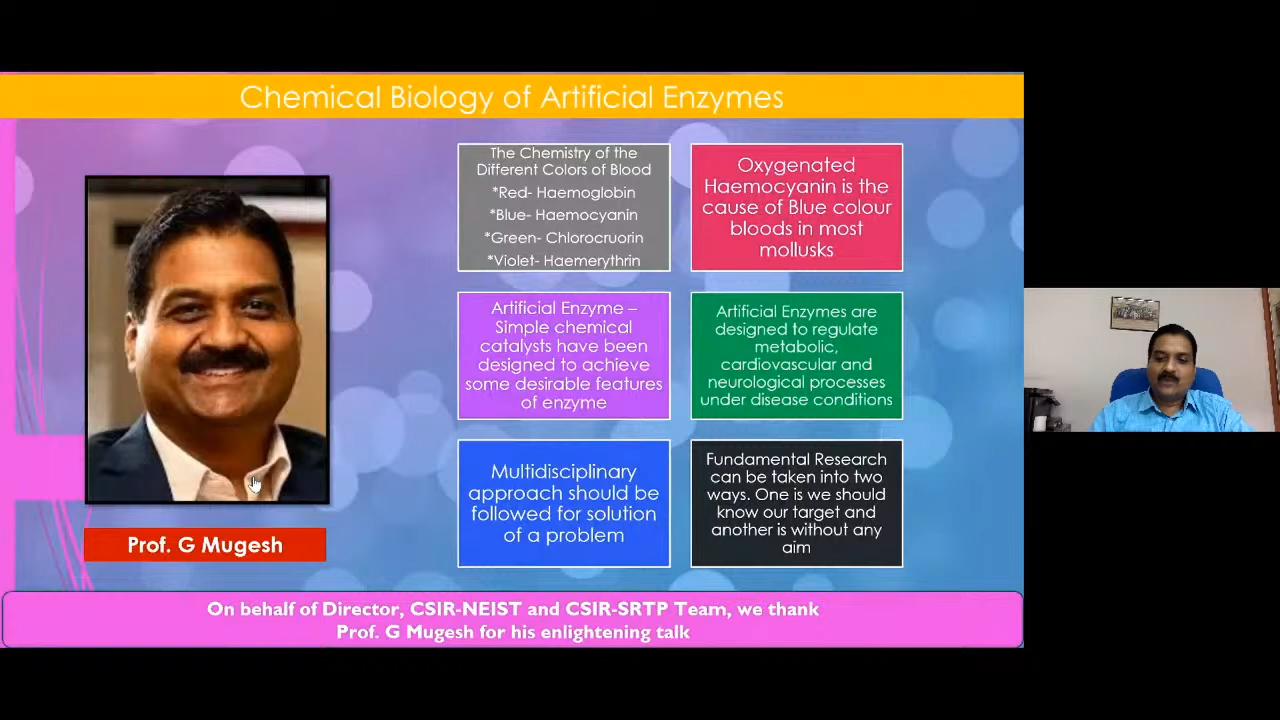 Chemical Biology of Artificial Enzymes
The Chemistry of the
Different Colors of Blood
*Red- Haemoglobin
*Blue- Haemocyanin
*Green- Chlorocruorin
*Violet- Haemerythrin
Oxygenated
Haemocyanin is the
cause of Blue colour
bloods in most
mollusks
Artificial Enzyme –
Simple chemical
catalysts have been
designed to achieve
some desirable features
of enzyme
Artificial Enzymes are
designed to regulate
metabolic,
cardiovascular and
neurological processes
under disease conditions
Multidisciplinary
approach should be
followed for solution
of a problem
Fundamental Research
can be taken into two
ways. One is we should
know our target and
another is without any
aim
Prof. G Mugesh
On behalf of Director, CSIR-NEIST and CSIR-SRTP Team, we thank
Prof. G Mugesh for his enlightening talk